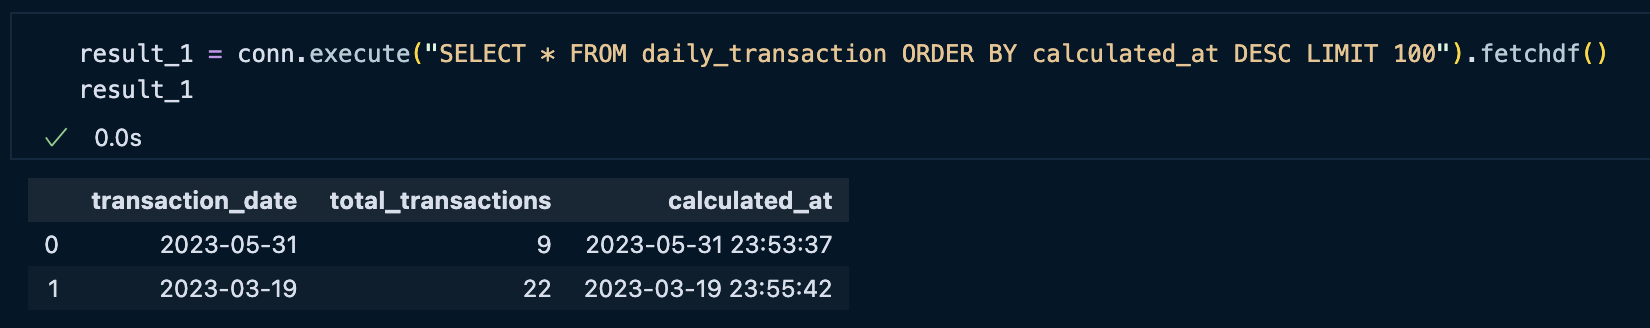 result_1 = conn.execute("SELECT * FROM daily_transaction ORDER BY calculated_at DESC LIMIT 100").fetchdf()
result_1
0.0s
transaction_date total_transactions calculated_at
0 2023-05-31 9 2023-05-31 23:53:37
1 2023-03-19 22 2023-03-19 23:55:42